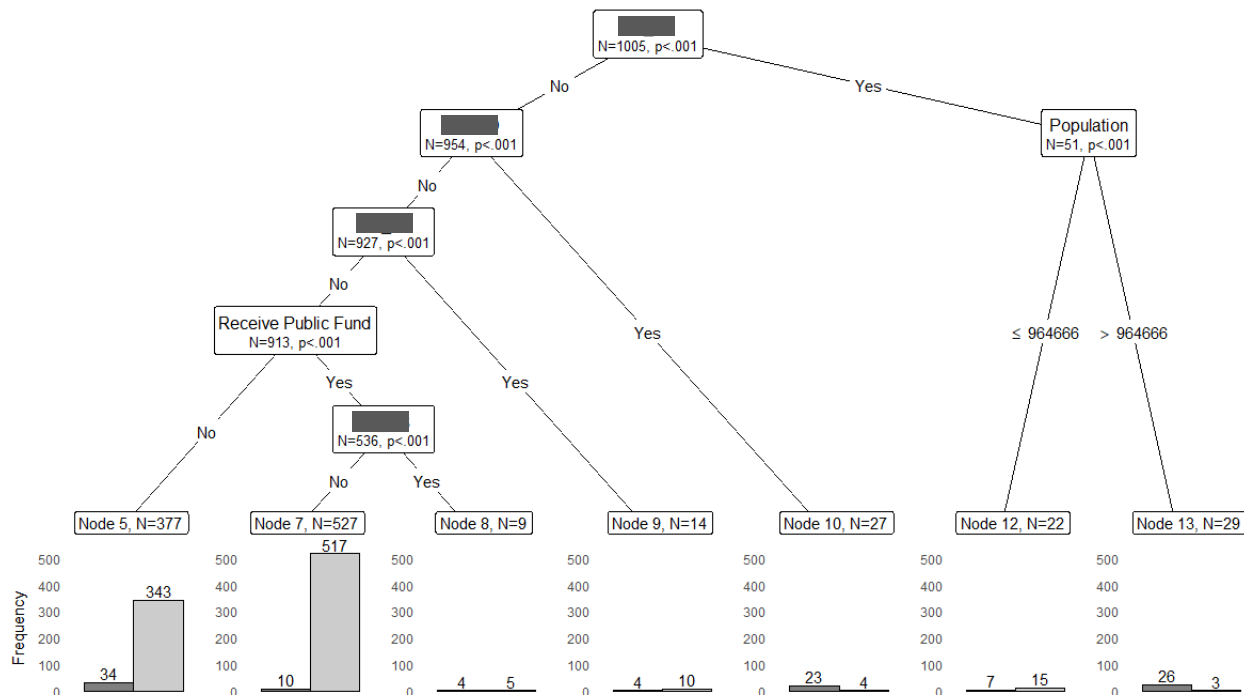 N=1005, p<.001
No
Yes
N=954, p<.001
Population
N=51, p<.001
No
N=927, p<.001
No
Receive Public Fund
N=913, p<.001
Yes
≤ 964666
> 964666
Yes
Yes
No
N=536, p<.001
No
Yes
Node 5, N=377
Node 7, N=527
Node 8, N=9
Node 9, N=14
Node 10, N=27
Node 12, N=22
Node 13, N=29
Frequency
500
400
300
200
100
0
34
343
500
400
300
200
100
0
10
517
500
400
300
200
100
0
4
5
500
400
300
200
100
0
4
10
500
400
300
200
100
0
23
4
500
400
300
200
100
0
7
15
500
400
300
200
100
0
26
3